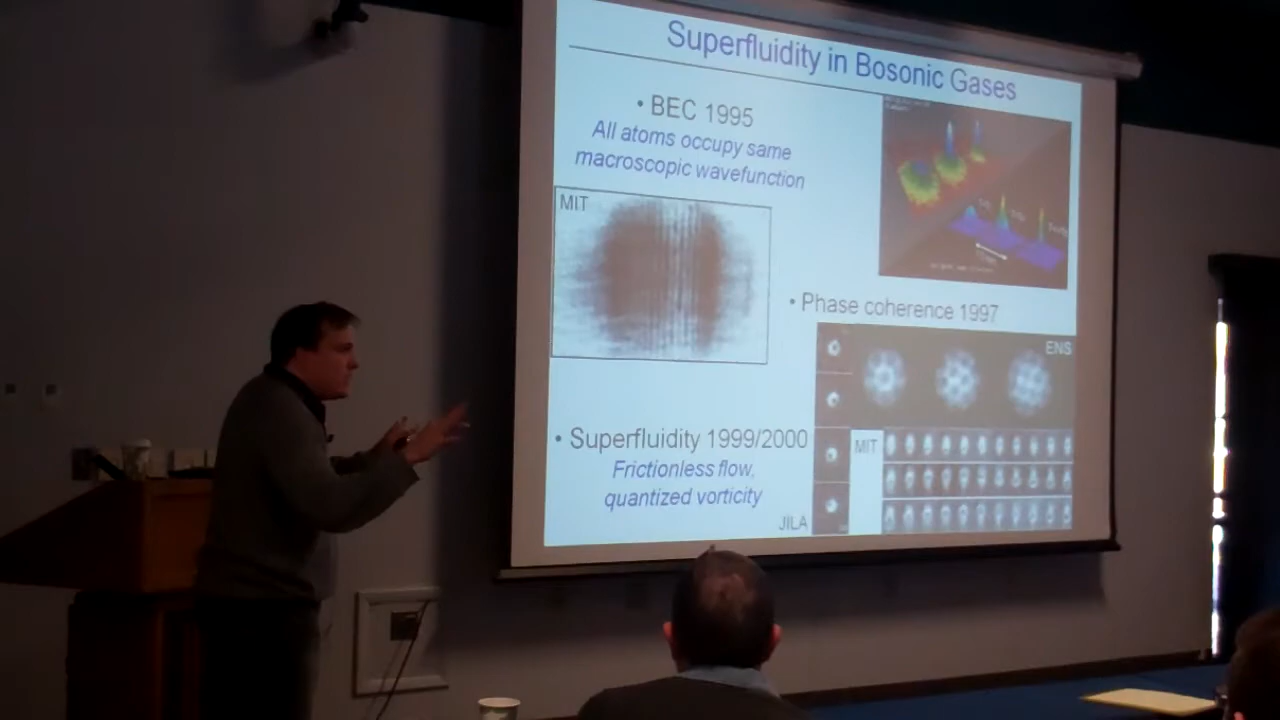 Superfluidity in Bosonic Gases
• BEC 1995
All atoms occupy same
macroscopic wavefunction
MIT
• Phase coherence 1997
ENS
• Superfluidity 1999/2000
Frictionless flow,
quantized vorticity
MIT
JILA